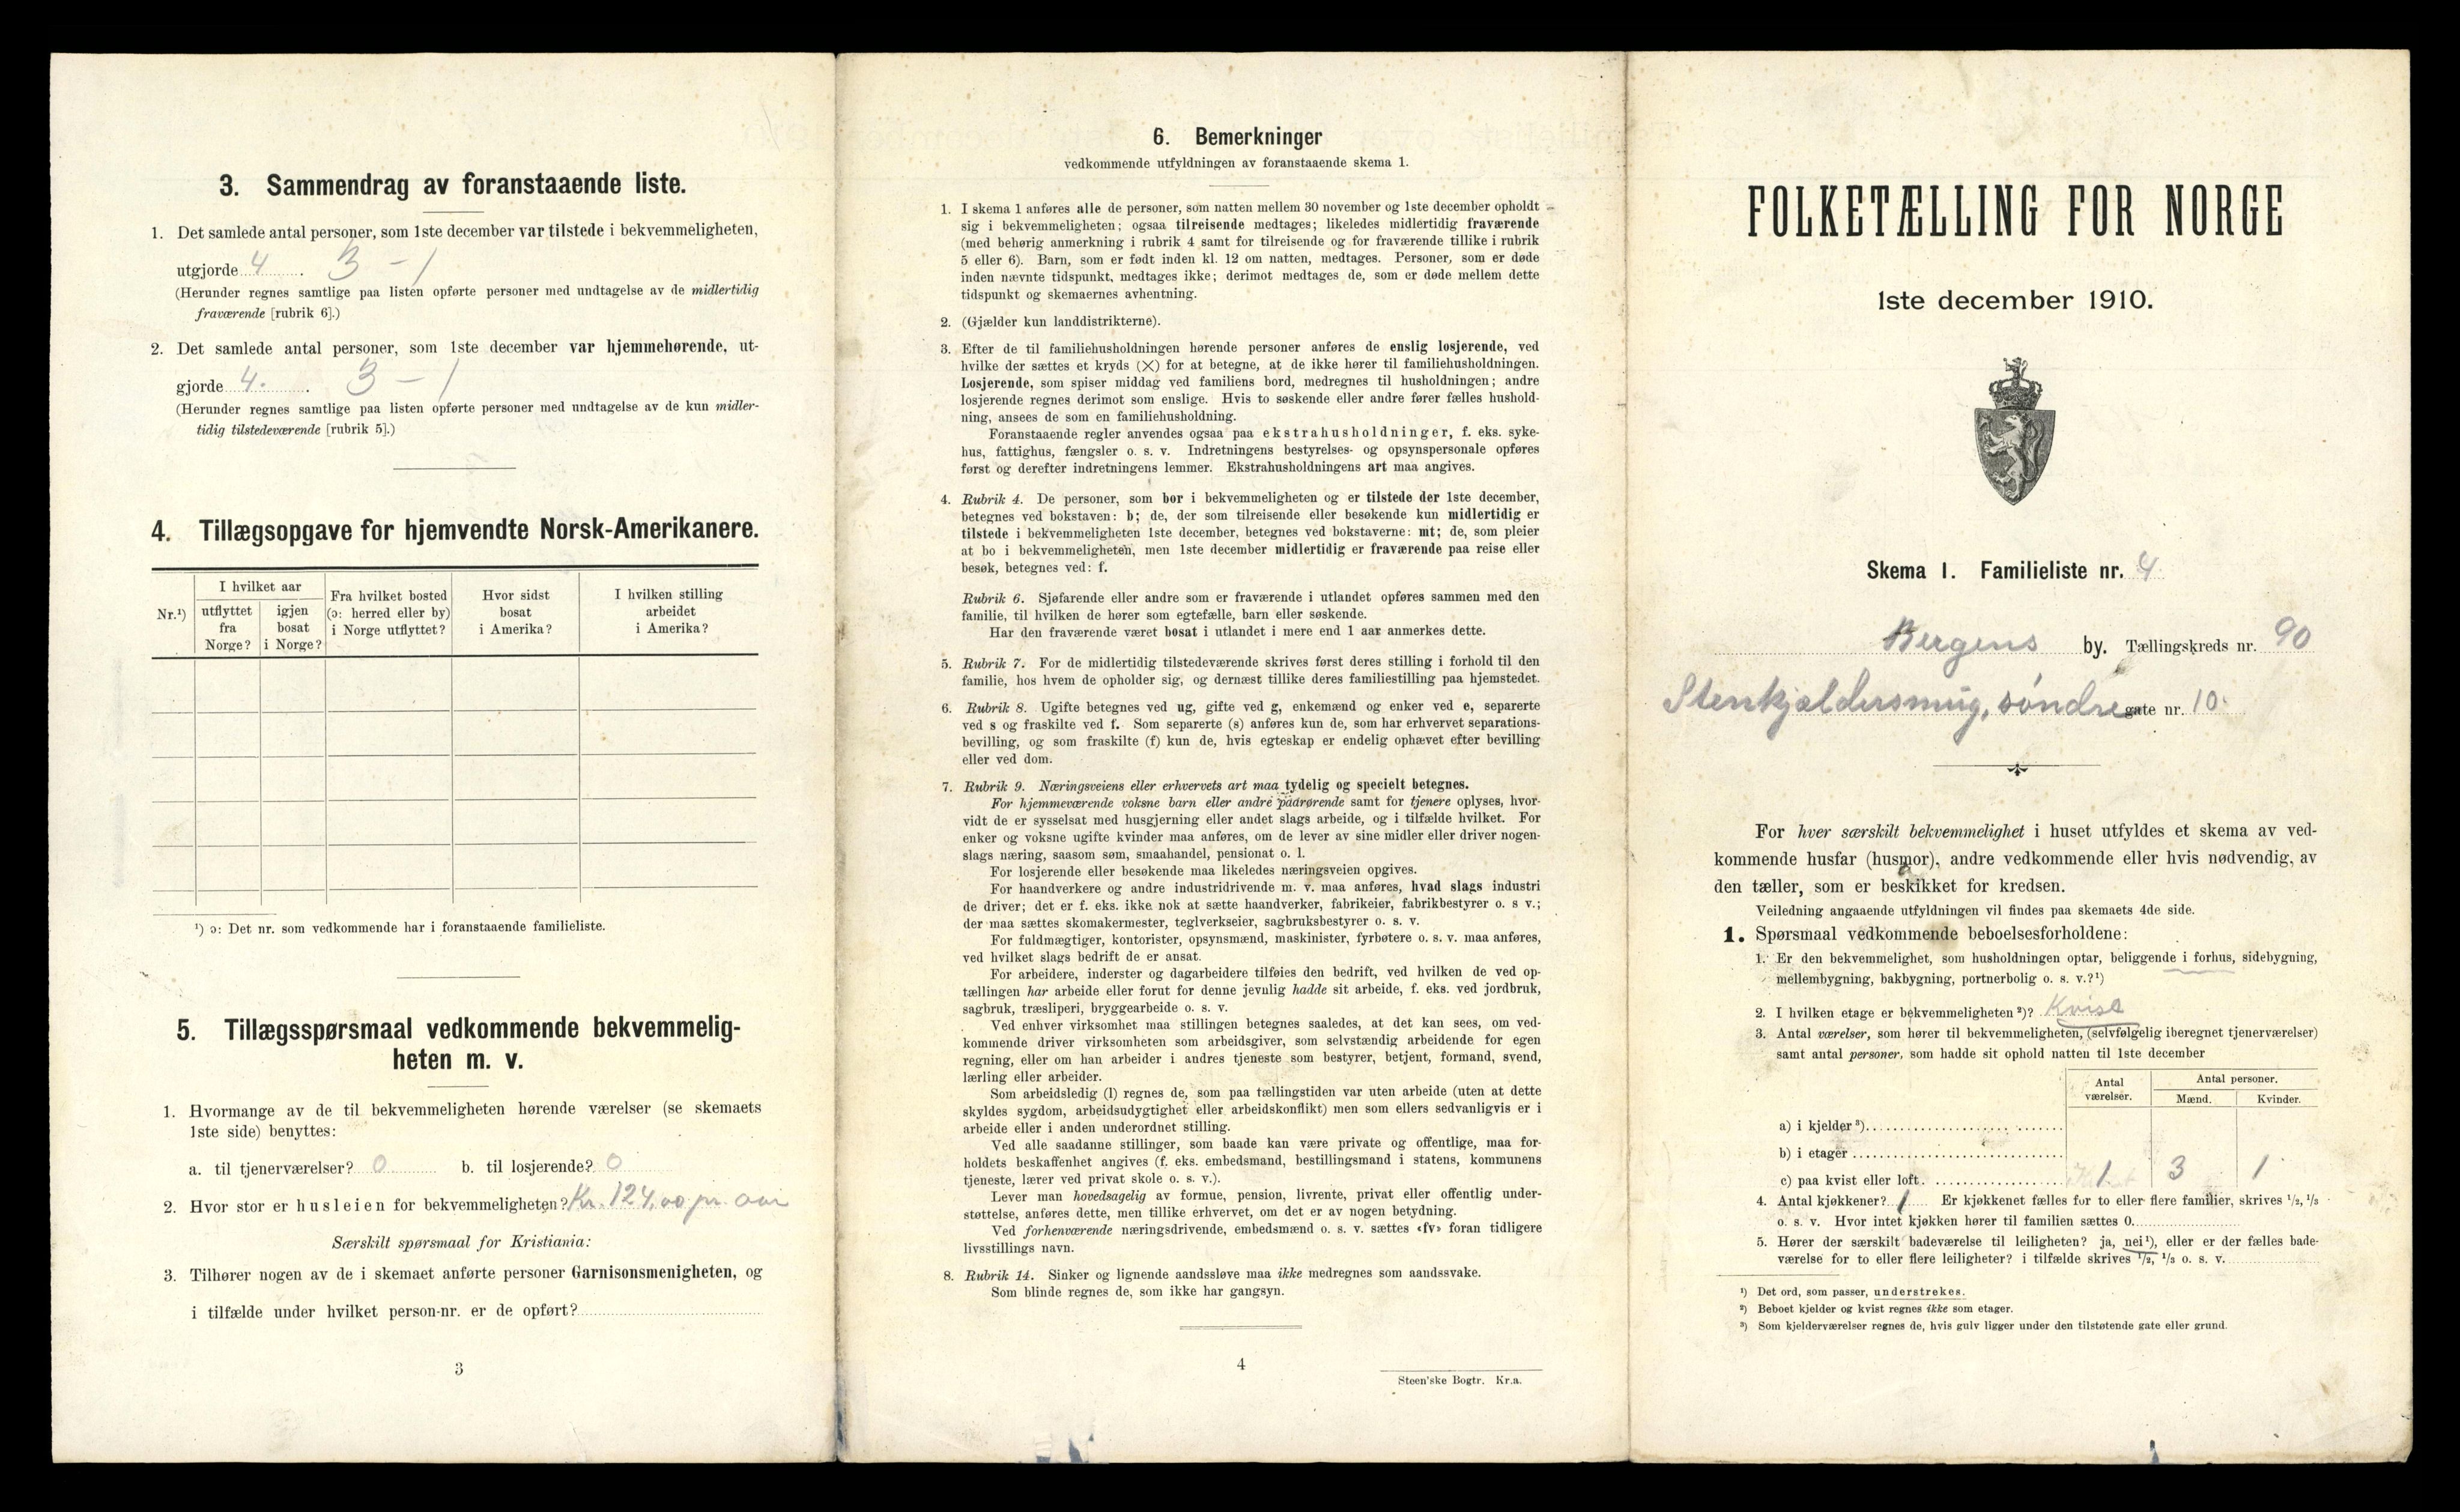 3. Sammendrag av foranstaaende liste.
1. Det samlede antal personer, som 1ste december var tilstede i bekvemmeligheten,
utgjorde 4 . 3 - 1
(Herunder regnes samtlige paa listen opførte personer med undtagelse av de midlertidig
fraværende [rubrik 6].)
2. Det samlede antal personer, som 1ste december var hjemmehørende, ut-
gjorde 4. . 3 - 1
(Herunder regnes samtlige paa listen opførte personer med undtagelse av de kun midler-
tidig tilstedeværende [rubrik 5].)
4. Tillægsopgave for hjemvendte Norsk-Amerikanere.
Nr.¹)
I hvilket aar
utflyttet
fra
Norge?
igjen
bosat
i Norge?
Fra hvilket bosted
(ɔ: herred eller by)
i Norge utflyttet?
Hvor sidst
bosat
i Amerika?
I hvilken stilling
arbeidet
i Amerika?
¹) ɔ: Det nr. som vedkommende har i foranstaaende familieliste.
5. Tillægsspørsmaal vedkommende bekvemmelig-
heten m. v.
1. Hvormange av de til bekvemmeligheten hørende værelser (se skemaets
1ste side) benyttes:
a. til tjenerværelser? 0 b. til losjerende? 0
2. Hvor stor er husleien for bekvemmeligheten? Kr. 124,00 pr. aar
Særskilt spørsmaal for Kristiania:
3. Tilhører nogen av de i skemaet anførte personer Garnisonsmenigheten, og
i tilfælde under hvilket person-nr. er de opført?
3
6. Bemerkninger
vedkommende utfyldningen av foranstaaende skema 1.
1. I skema 1 anføres alle de personer, som natten mellem 30 november og 1ste december opholdt
sig i bekvemmeligheten; ogsaa tilreisende medtages; likeledes midlertidig fraværende
(med behørig anmerkning i rubrik 4 samt for tilreisende og for fraværende tillike i rubrik
5 eller 6). Barn, som er født inden kl. 12 om natten, medtages. Personer, som er døde
inden nævnte tidspunkt, medtages ikke; derimot medtages de, som er døde mellem dette
tidspunkt og skemaernes avhentning.
2. (Gjælder kun landdistrikterne).
3. Efter de til familiehusholdningen hørende personer anføres de enslig losjerende, ved
hvilke der sættes et kryds (×) for at betegne, at de ikke hører til familiehusholdningen.
Losjerende, som spiser middag ved familiens bord, medregnes til husholdningen; andre
losjerende regnes derimot som enslige. Hvis to søskende eller andre fører fælles hushold-
ning, ansees de som en familiehusholdning.
Foranstaaende regler anvendes ogsaa paa ekstrahusholdninger, f. eks. syke-
hus, fattighus, fængsler o. s. v. Indretningens bestyrelses- og opsynspersonale opføres
først og derefter indretningens lemmer. Ekstrahusholdningens art maa angives.
4. Rubrik 4. De personer, som bor i bekvemmeligheten og er tilstede der 1ste december,
betegnes ved bokstaven: b; de, der som tilreisende eller besøkende kun midlertidig er
tilstede i bekvemmeligheten 1ste december, betegnes ved bokstaverne: mt; de, som pleier
at bo i bekvemmeligheten, men 1ste december midlertidig er fraværende paa reise eller
besøk, betegnes ved: f.
Rubrik 6. Sjøfarende eller andre som er fraværende i utlandet opføres sammen med den
familie, til hvilken de hører som egtefælle, barn eller søskende.
Har den fraværende været bosat i utlandet i mere end 1 aar anmerkes dette.
5. Rubrik 7. For de midlertidig tilstedeværende skrives først deres stilling i forhold til den
familie, hos hvem de opholder sig, og dernæst tillike deres familiestilling paa hjemstedet.
6. Rubrik 8. Ugifte betegnes ved ug, gifte ved g, enkemænd og enker ved e, separerte
ved s og fraskilte ved f. Som separerte (s) anføres kun de, som har erhvervet separations-
bevilling, og som fraskilte (f) kun de, hvis egteskap er endelig ophævet efter bevilling
eller ved dom.
7. Rubrik 9. Næringsveiens eller erhvervets art maa tydelig og specielt betegnes.
For hjemmeværende voksne barn eller andre paarørende samt for tjenere oplyses, hvor-
vidt de er sysselsat med husgjerning eller andet slags arbeide, og i tilfælde hvilket. For
enker og voksne ugifte kvinder maa anføres, om de lever av sine midler eller driver nogen-
slags næring, saasom søm, smaahandel, pensionat o. l.
For losjerende eller besøkende maa likeledes næringsveien opgives.
For haandverkere og andre industridrivende m. v. maa anføres, hvad slags industri
de driver; det er f. eks. ikke nok at sætte haandverker, fabrikeier, fabrikbestyrer o. s v.;
der maa sættes skomakermester, teglverkseier, sagbruksbestyrer o. s. v.
For fuldmægtiger, kontorister, opsynsmænd, maskinister, fyrbøtere o. s. v. maa anføres,
ved hvilket slags bedrift de er ansat.
For arbeidere, inderster og dagarbeidere tilføies den bedrift, ved hvilken de ved op-
tællingen har arbeide eller forut for denne jevnlig hadde sit arbeide, f. eks. ved jordbruk,
sagbruk, træsliperi, bryggearbeide o. s. v.
Ved enhver virksomhet maa stillingen betegnes saaledes, at det kan sees, om ved-
kommende driver virksomheten som arbeidsgiver, som selvstændig arbeidende for egen
regning, eller om han arbeider i andres tjeneste som bestyrer, betjent, formand, svend,
lærling eller arbeider.
Som arbeidsledig (l) regnes de, som paa tællingstiden var uten arbeide (uten at dette
skyldes sygdom, arbeidsudygtighet eller arbeidskonflikt) men som ellers sedvanligvis er i
arbeide eller i anden underordnet stilling.
Ved alle saadanne stillinger, som baade kan være private og offentlige, maa for-
holdets beskaffenhet angives (f. eks. embedsmand, bestillingsmand i statens, kommunens
tjeneste, lærer ved privat skole o. s. v.).
Lever man hovedsagelig av formue, pension, livrente, privat eller offentlig under-
støttelse, anføres dette, men tillike erhvervet, om det er av nogen betydning.
Ved forhenværende næringsdrivende, embedsmænd o. s. v. sættes «fv» foran tidligere
livsstillings navn.
8. Rubrik 14. Sinker og lignende aandssløve maa ikke medregnes som aandssvake.
Som blinde regnes de, som ikke har gangsyn.
4
Steen'ske Bogtr. Kr.a.
FOLKETÆLLING FOR NORGE
1ste december 1910.
Skema 1. Familieliste nr. 4
Bergens by. Tællingskreds nr. 90
Stenkjældersmug, søndre gate nr. 10
For hver særskilt bekvemmelighet i huset utfyldes et skema av ved-
kommende husfar (husmor), andre vedkommende eller hvis nødvendig, av
den tæller, som er beskikket for kredsen.
Veiledning angaaende utfyldningen vil findes paa skemaets 4de side.
1. Spørsmaal vedkommende beboelsesforholdene:
1. Er den bekvemmelighet, som husholdningen optar, beliggende i forhus, sidebygning,
mellembygning, bakbygning, portnerbolig o. s. v.?¹)
2. I hvilken etage er bekvemmeligheten²)? Kvist
3. Antal værelser, som hører til bekvemmeligheten, (selvfølgelig iberegnet tjenerværelser)
samt antal personer, som hadde sit ophold natten til 1ste december
Antal
værelser.
Antal personer.
Mænd. Kvinder.
a) i kjelder³)
b) i etager
c) paa kvist eller loft 1 3 1
4. Antal kjøkkener? 1 Er kjøkkenet fælles for to eller flere familier, skrives ¹/₂, ¹/₃
o. s. v. Hvor intet kjøkken hører til familien sættes 0.
5. Hører der særskilt badeværelse til leiligheten? ja, nei¹), eller er der fælles bade-
værelse for to eller flere leiligheter? i tilfælde skrives ¹/₂, ¹/₃ o. s. v.
¹) Det ord, som passer, understrekes.
²) Beboet kjelder og kvist regnes ikke som etager.
³) Som kjelderværelser regnes de, hvis gulv ligger under den tilstøtende gate eller grund.